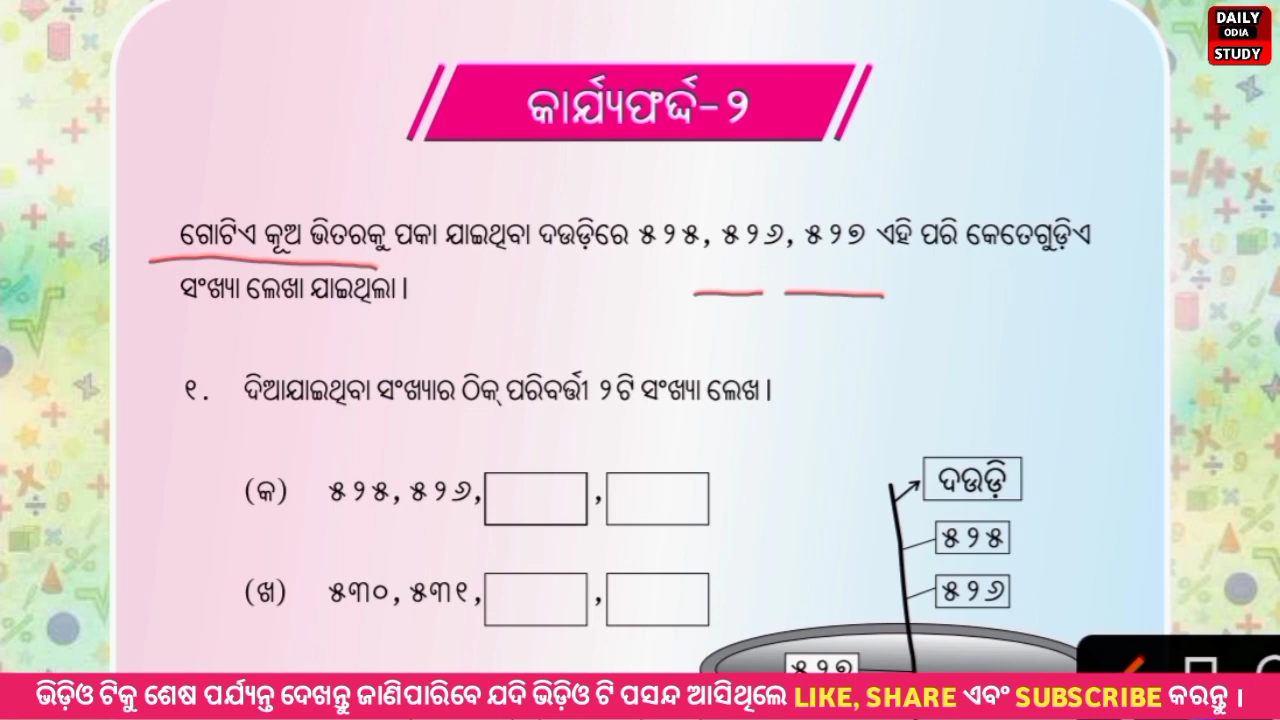 DAILY
ODIA
STUDY
କାର୍ଯ୍ୟଫର୍ଦ୍ଦ-୨
ଗୋଟିଏ କୂଅ ଭିତରକୁ ପକା ଯାଇଥିବା ଦଉଡ଼ିରେ ୫୨୫, ୫୨୬, ୫୨୭ ଏହି ପରି କେତେଗୁଡ଼ିଏ
ସଂଖ୍ୟା ଲେଖା ଯାଇଥିଲା।
୧. ଦିଆଯାଇଥିବା ସଂଖ୍ୟାର ଠିକ୍ ପରିବର୍ତ୍ତୀ ୨ଟି ସଂଖ୍ୟା ଲେଖ।
(କ) ୫୨୫, ୫୨୬, ,
ଦଉଡ଼ି
୫୨୫
(ଖ) ୫୩୦, ୫୩୧, ,
୫୨୬
୫୨୭
ଭିଡ଼ିଓ ଟିକୁ ଶେଷ ପର୍ଯ୍ୟନ୍ତ ଦେଖନ୍ତୁ ଜାଣିପାରିବେ ଯଦି ଭିଡ଼ିଓ ଟି ପସନ୍ଦ ଆସିଥିଲେ LIKE, SHARE ଏବଂ SUBSCRIBE କରନ୍ତୁ ।